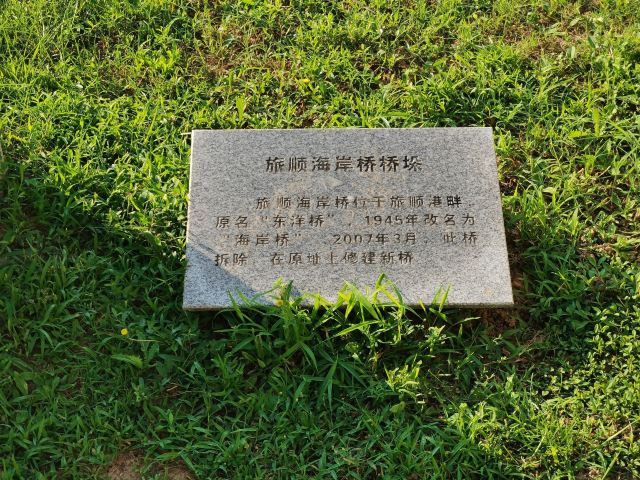 旅顺海岸桥桥垛
旅顺海岸桥位于旅顺港畔，
原名“东洋桥”，1945年改名为
“海岸桥”，2007年3月，此桥
拆除，在原址上修建新桥